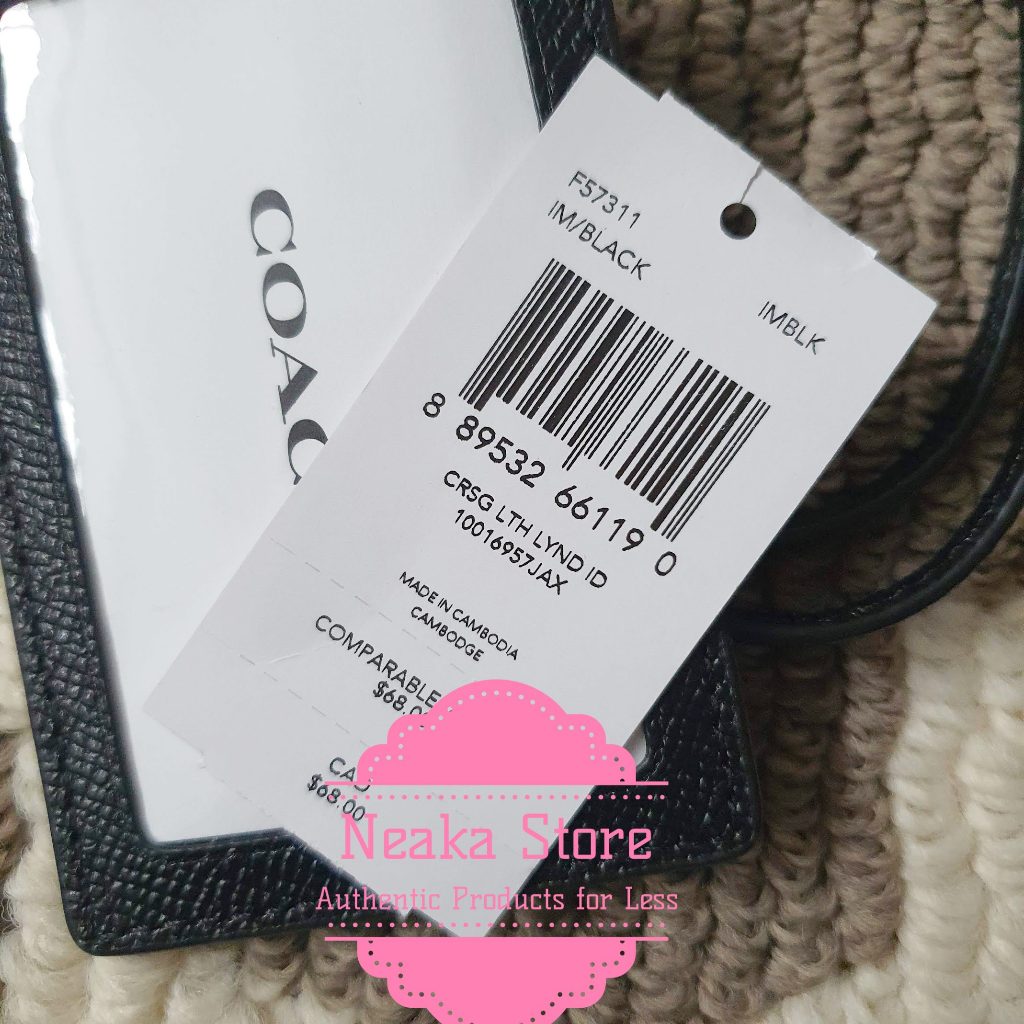 COAC
F57311
IM/BLACK
IMBLK
8 89532 66119 0
CRSG LTH LYND ID
10016957JAX
MADE IN CAMBODIA
CAMBODGE
COMPARABLE
$68.0
$68.00
Neaka Store
Authentic Products for Less